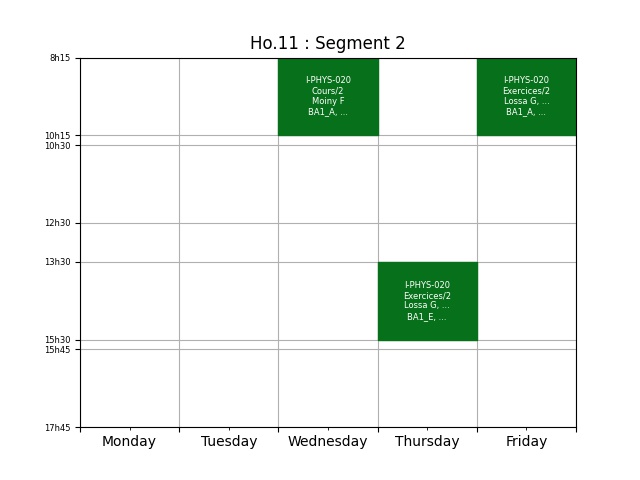 Ho.11 : Segment 2
8h15
I-PHYS-020
Cours/2
Moiny F
BA1_A, ...
I-PHYS-020
Exercices/2
Lossa G, ...
BA1_A, ...
10h15
10h30
12h30
13h30
I-PHYS-020
Exercices/2
Lossa G, ...
BA1_E, ...
15h30
15h45
17h45
Monday Tuesday Wednesday Thursday Friday